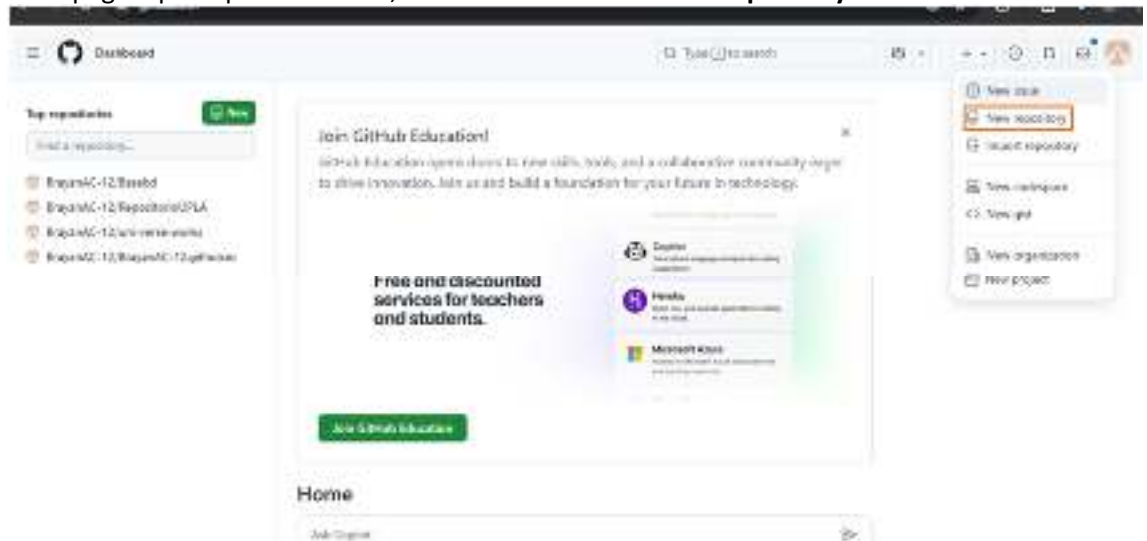 Dashboard
Type / to search
Top repositories
New
Find a repository...
BrayanAC-12/Basebd
BrayanAC-12/RepositorioUPLA
BrayanAC-12/uni-verse-works
Join GitHub Education!
GitHub Education opens doors to new skills, tools, and a collaborative community eager
to drive innovation. Join us and build a foundation for your future in technology.
Free and discounted
services for teachers
and students.
Copilot
Heroku
Microsoft Azure
Join GitHub Education
New issue
New repository
Import repository
New codespace
New gist
New organization
New project
Home
Ask Copilot